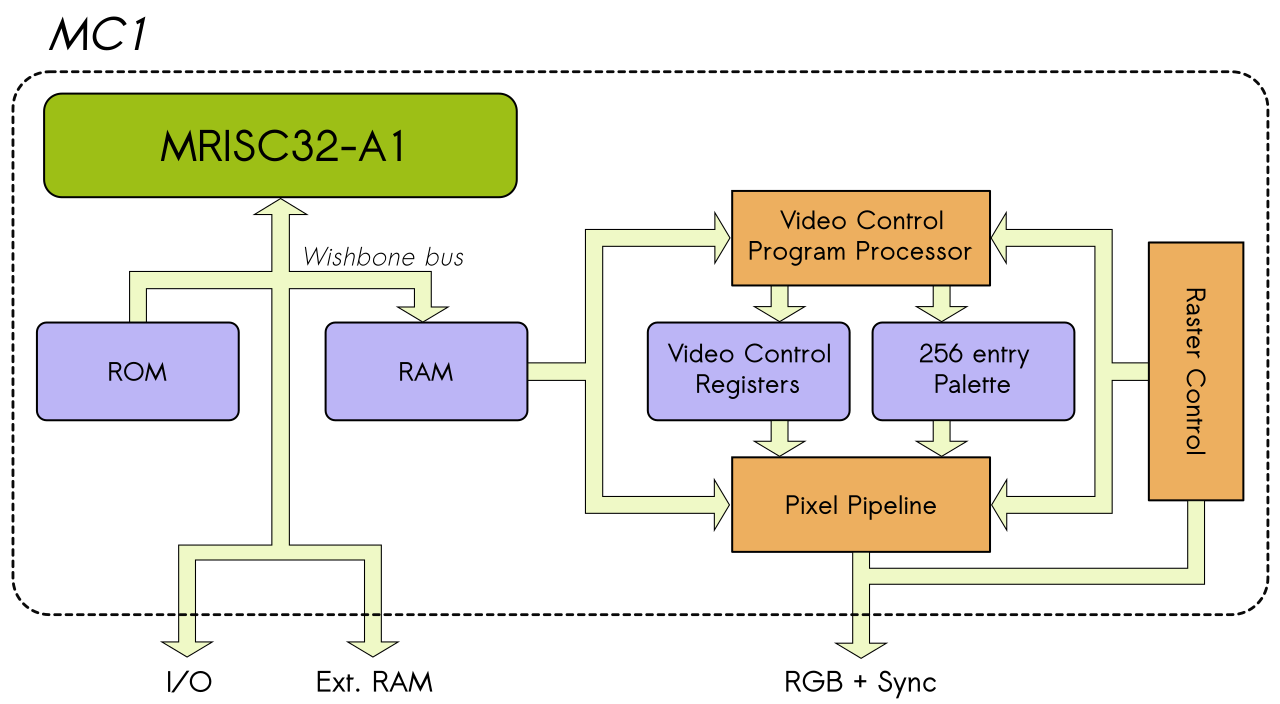 MC1
MRISC32-A1
Wishbone bus
ROM
RAM
Video Control
Program Processor
Video Control
Registers
256 entry
Palette
Raster Control
Pixel Pipeline
I/O
Ext. RAM
RGB + Sync